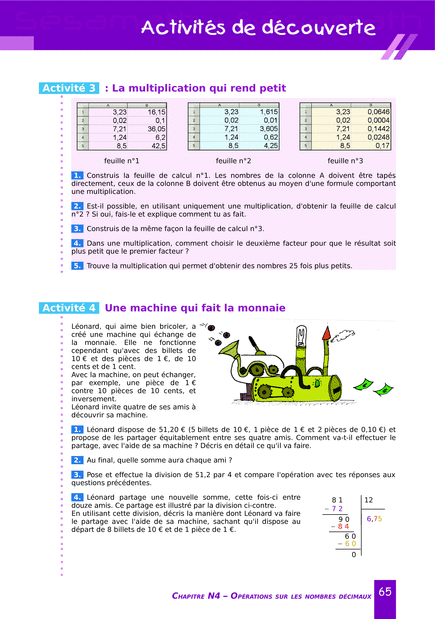 Activités de découverte
Activité 3 : La multiplication qui rend petit
A B
1 3,23 16,15
2 0,02 0,1
3 7,21 36,05
4 1,24 6,2
5 8,5 42,5
feuille n°1
A B
1 3,23 1,615
2 0,02 0,01
3 7,21 3,605
4 1,24 0,62
5 8,5 4,25
feuille n°2
A B
1 3,23 0,0646
2 0,02 0,0004
3 7,21 0,1442
4 1,24 0,0248
5 8,5 0,17
feuille n°3
1. Construis la feuille de calcul n°1. Les nombres de la colonne A doivent être tapés
directement, ceux de la colonne B doivent être obtenus au moyen d'une formule comportant
une multiplication.
2. Est-il possible, en utilisant uniquement une multiplication, d'obtenir la feuille de calcul
n°2 ? Si oui, fais-le et explique comment tu as fait.
3. Construis de la même façon la feuille de calcul n°3.
4. Dans une multiplication, comment choisir le deuxième facteur pour que le résultat soit
plus petit que le premier facteur ?
5. Trouve la multiplication qui permet d'obtenir des nombres 25 fois plus petits.
Activité 4 Une machine qui fait la monnaie
Léonard, qui aime bien bricoler, a
créé une machine qui échange de
la monnaie. Elle ne fonctionne
cependant qu'avec des billets de
10 € et des pièces de 1 €, de 10
cents et de 1 cent.
Avec la machine, on peut échanger,
par exemple, une pièce de 1 €
contre 10 pièces de 10 cents, et
inversement.
Léonard invite quatre de ses amis à
découvrir sa machine.
1. Léonard dispose de 51,20 € (5 billets de 10 €, 1 pièce de 1 € et 2 pièces de 0,10 €) et
propose de les partager équitablement entre ses quatre amis. Comment va-t-il effectuer le
partage, avec l'aide de sa machine ? Décris en détail ce qu'il va faire.
2. Au final, quelle somme aura chaque ami ?
3. Pose et effectue la division de 51,2 par 4 et compare l'opération avec tes réponses aux
questions précédentes.
4. Léonard partage une nouvelle somme, cette fois-ci entre
douze amis. Ce partage est illustré par la division ci-contre.
En utilisant cette division, décris la manière dont Léonard va faire
le partage avec l'aide de sa machine, sachant qu'il dispose au
départ de 8 billets de 10 € et de 1 pièce de 1 €.
8 1 12
− 7 2
9 0 6,75
− 8 4
6 0
− 6 0
0
CHAPITRE N4 – OPÉRATIONS SUR LES NOMBRES DÉCIMAUX 65